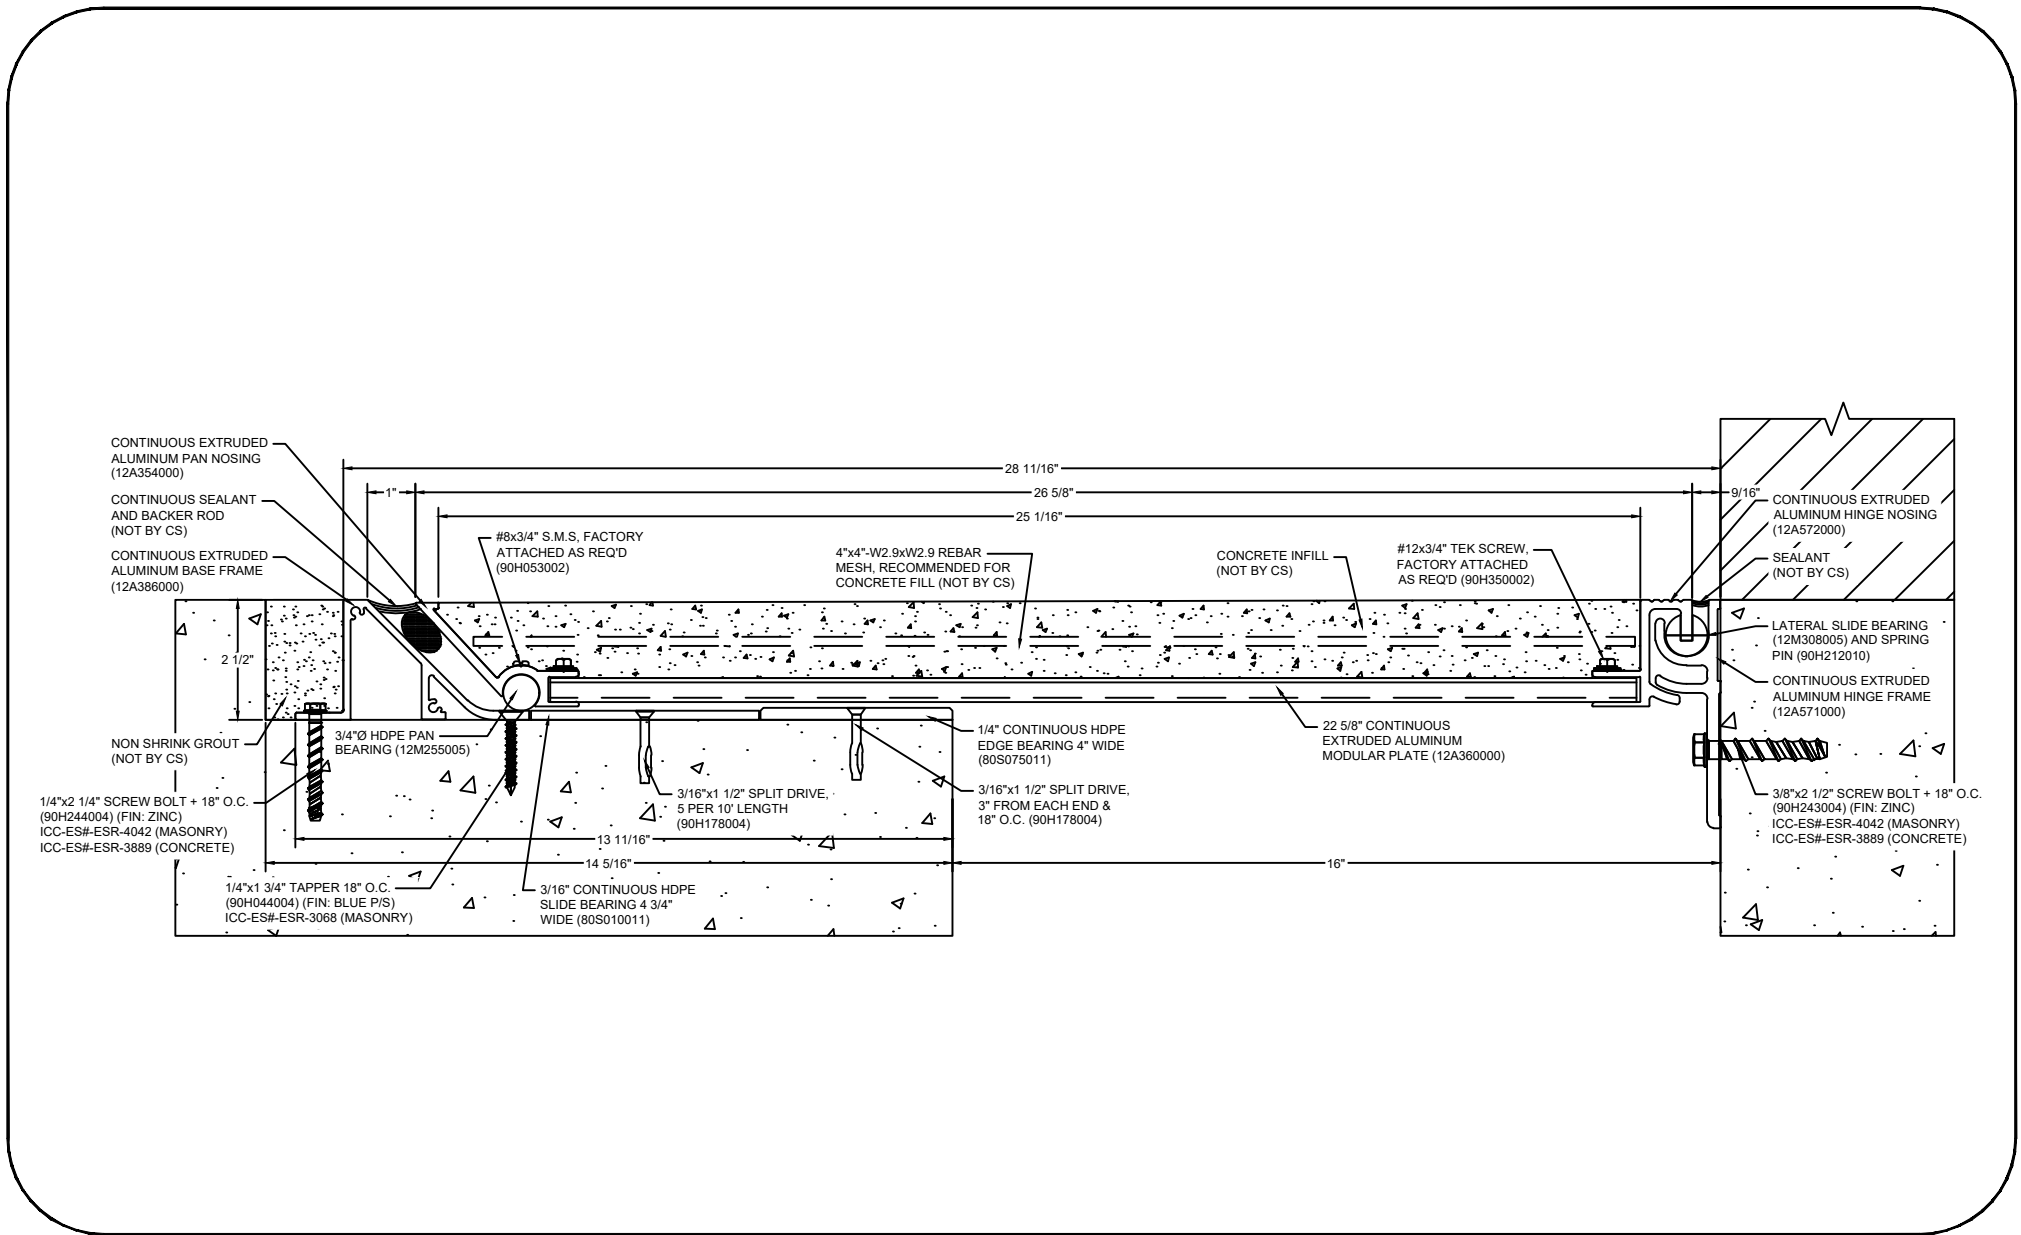 CONTINUOUS EXTRUDED
ALUMINUM PAN NOSING
(12A354000)
CONTINUOUS SEALANT
AND BACKER ROD
(NOT BY CS)
CONTINUOUS EXTRUDED
ALUMINUM BASE FRAME
(12A386000)
28 11/16"
1"
26 5/8"
9/16"
25 1/16"
#8x3/4" S.M.S, FACTORY
ATTACHED AS REQ'D
(90H053002)
4"x4"-W2.9xW2.9 REBAR
MESH, RECOMMENDED FOR
CONCRETE FILL (NOT BY CS)
CONCRETE INFILL
(NOT BY CS)
#12x3/4" TEK SCREW,
FACTORY ATTACHED
AS REQ'D (90H350002)
CONTINUOUS EXTRUDED
ALUMINUM HINGE NOSING
(12A572000)
SEALANT
(NOT BY CS)
LATERAL SLIDE BEARING
(12M308005) AND SPRING
PIN (90H212010)
CONTINUOUS EXTRUDED
ALUMINUM HINGE FRAME
(12A571000)
2 1/2"
NON SHRINK GROUT
(NOT BY CS)
3/4"Ø HDPE PAN
BEARING (12M255005)
1/4" CONTINUOUS HDPE
EDGE BEARING 4" WIDE
(80S075011)
22 5/8" CONTINUOUS
EXTRUDED ALUMINUM
MODULAR PLATE (12A360000)
1/4"x2 1/4" SCREW BOLT + 18" O.C.
(90H244004) (FIN: ZINC)
ICC-ES#-ESR-4042 (MASONRY)
ICC-ES#-ESR-3889 (CONCRETE)
3/16"x1 1/2" SPLIT DRIVE,
5 PER 10' LENGTH
(90H178004)
3/16"x1 1/2" SPLIT DRIVE,
3" FROM EACH END &
18" O.C. (90H178004)
3/8"x2 1/2" SCREW BOLT + 18" O.C.
(90H243004) (FIN: ZINC)
ICC-ES#-ESR-4042 (MASONRY)
ICC-ES#-ESR-3889 (CONCRETE)
13 11/16"
14 5/16"
16"
1/4"x1 3/4" TAPPER 18" O.C.
(90H044004) (FIN: BLUE P/S)
ICC-ES#-ESR-3068 (MASONRY)
3/16" CONTINUOUS HDPE
SLIDE BEARING 4 3/4"
WIDE (80S010011)